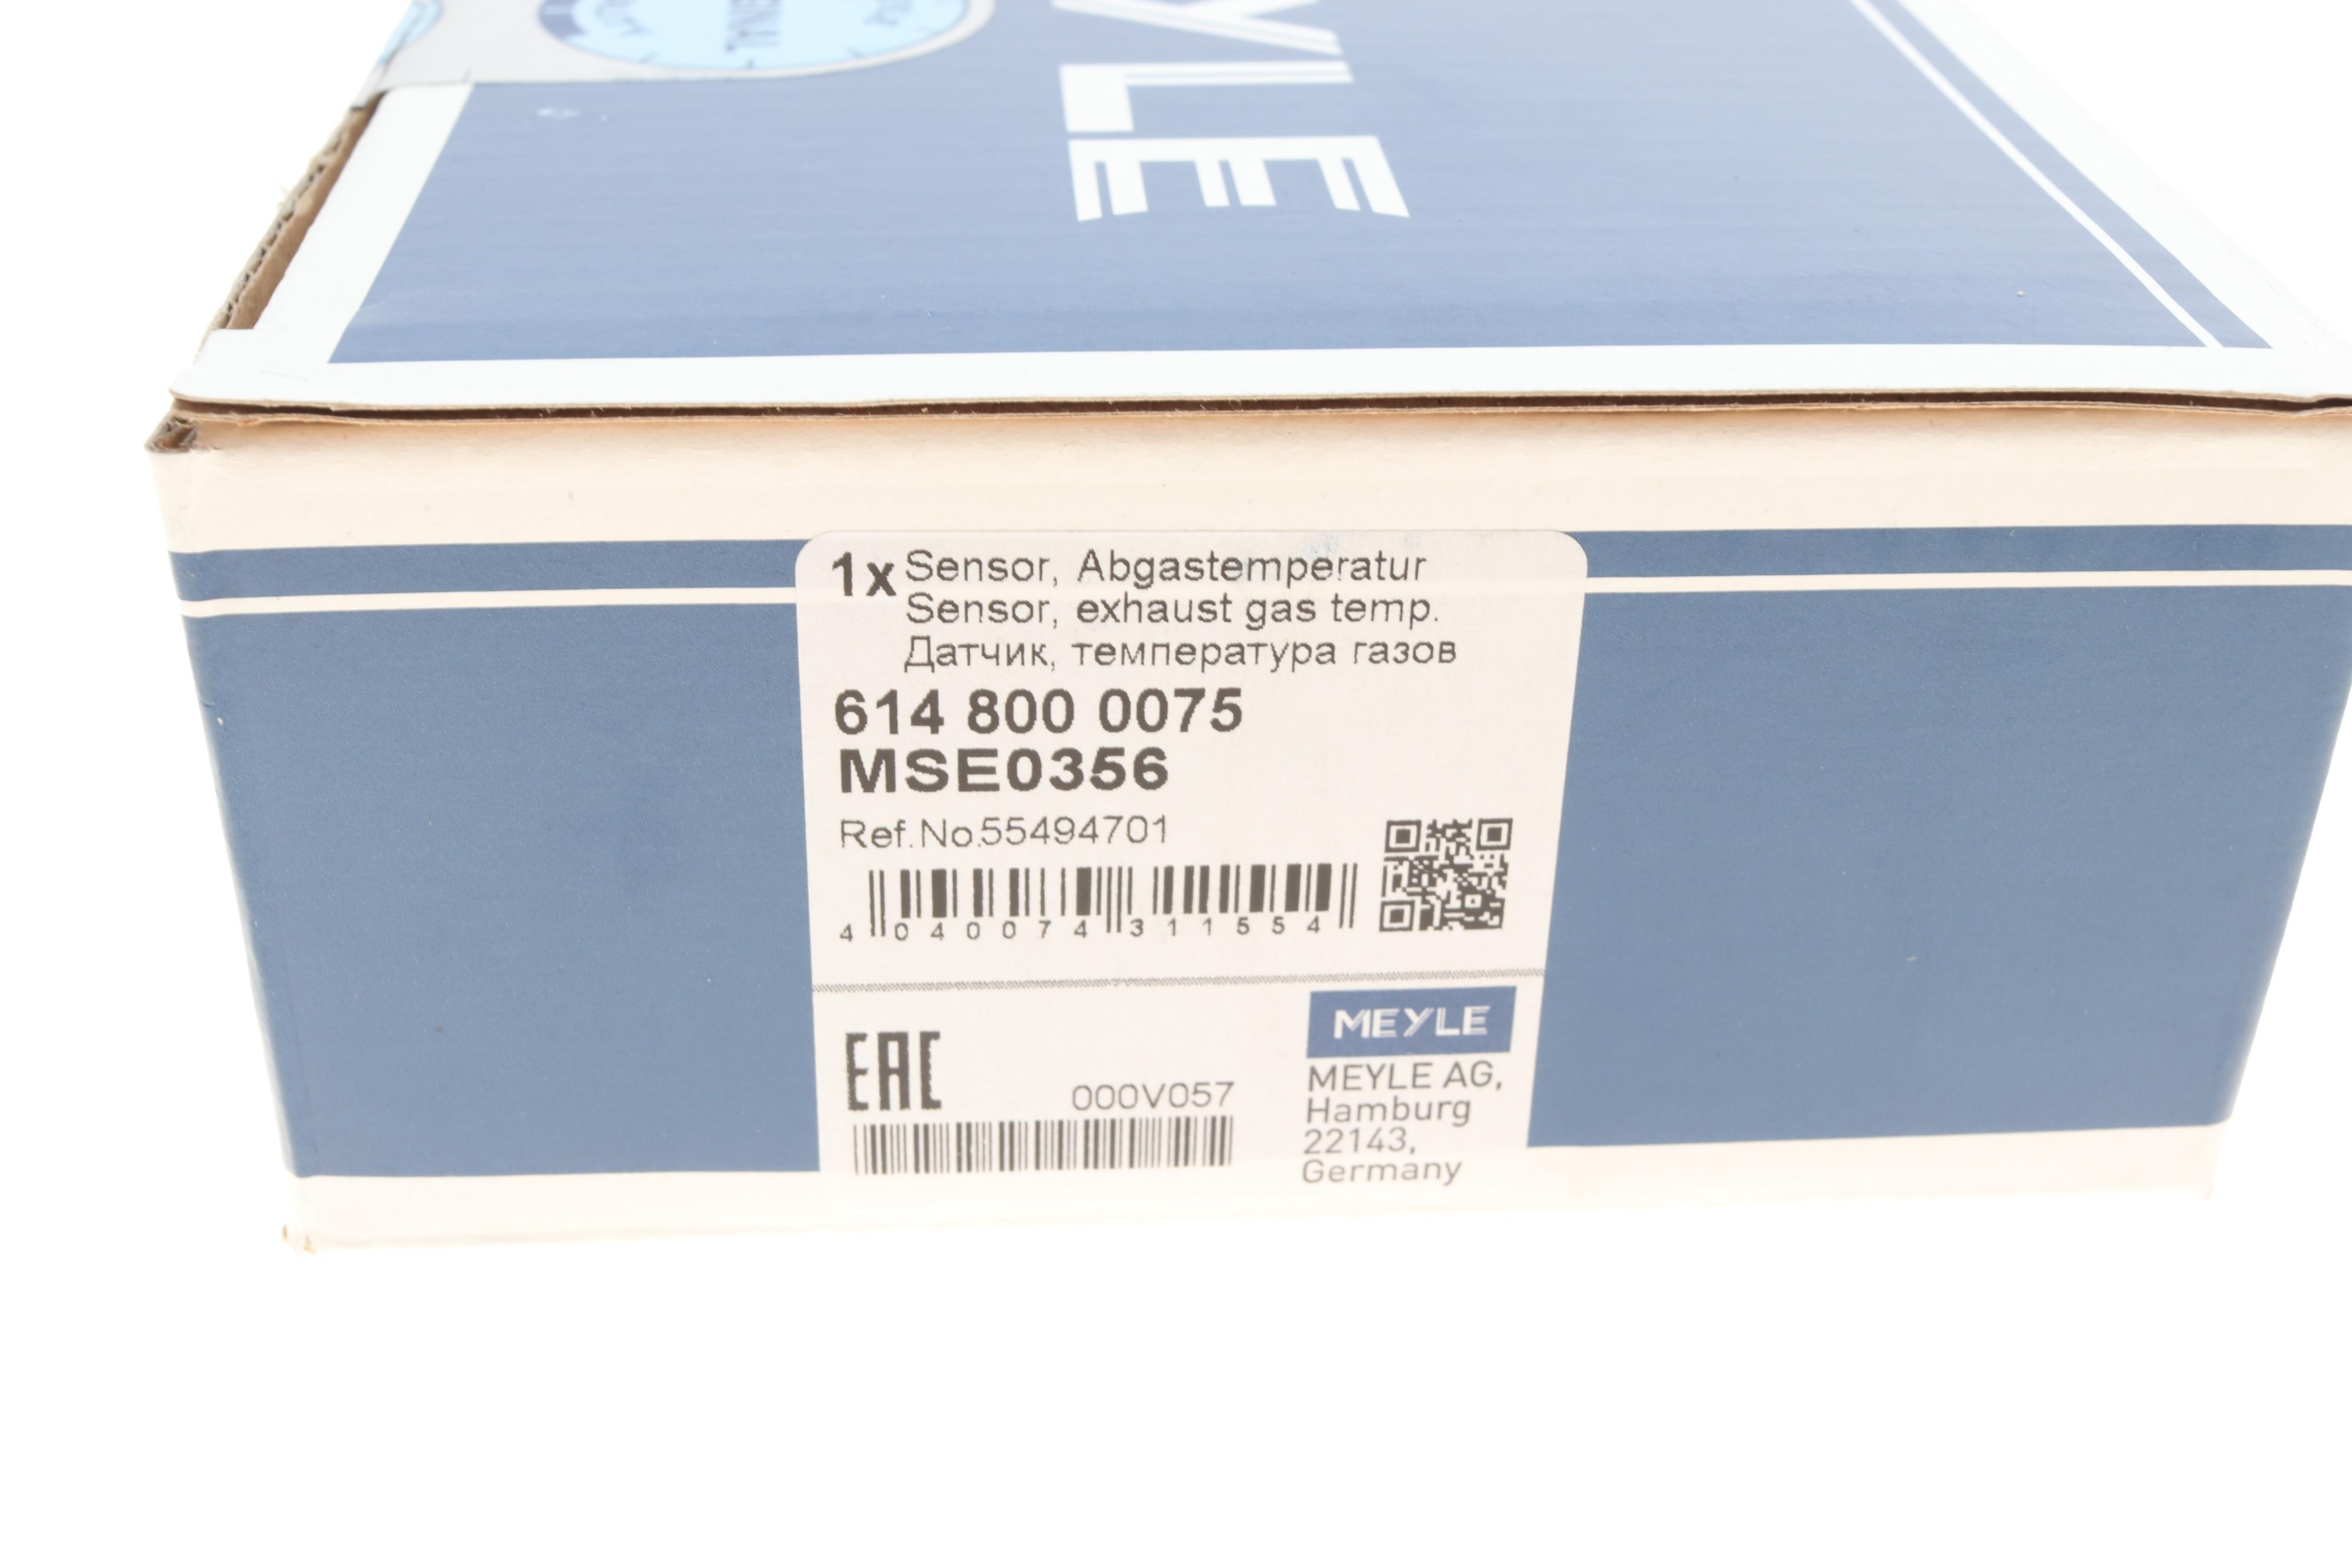 YLE
1x Sensor, Abgastemperatur
Sensor, exhaust gas temp.
Датчик, температура газов
614 800 0075
MSE0356
Ref.No.55494701
4 040074 311554
EAC
000V057
MEYLE
MEYLE AG,
Hamburg
22143,
Germany